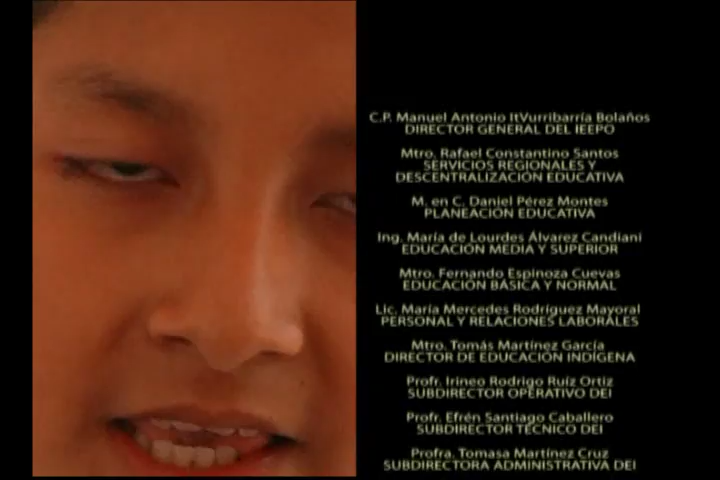 C.P. Manuel Antonio ItVurribarría Bolaños
DIRECTOR GENERAL DEL IEEPO
Mtro. Rafael Constantino Santos
SERVICIOS REGIONALES Y
DESCENTRALIZACIÓN EDUCATIVA
M. en C. Daniel Pérez Montes
PLANEACIÓN EDUCATIVA
Ing. María de Lourdes Álvarez Candiani
EDUCACIÓN MEDIA Y SUPERIOR
Mtro. Fernando Espinoza Cuevas
EDUCACIÓN BÁSICA Y NORMAL
Lic. María Mercedes Rodríguez Mayoral
PERSONAL Y RELACIONES LABORALES
Mtro. Tomás Martínez García
DIRECTOR DE EDUCACIÓN INDÍGENA
Profr. Irineo Rodrigo Ruíz Ortiz
SUBDIRECTOR OPERATIVO DEI
Profr. Efrén Santiago Caballero
SUBDIRECTOR TÉCNICO DEI
Profra. Tomasa Martínez Cruz
SUBDIRECTORA ADMINISTRATIVA DEI